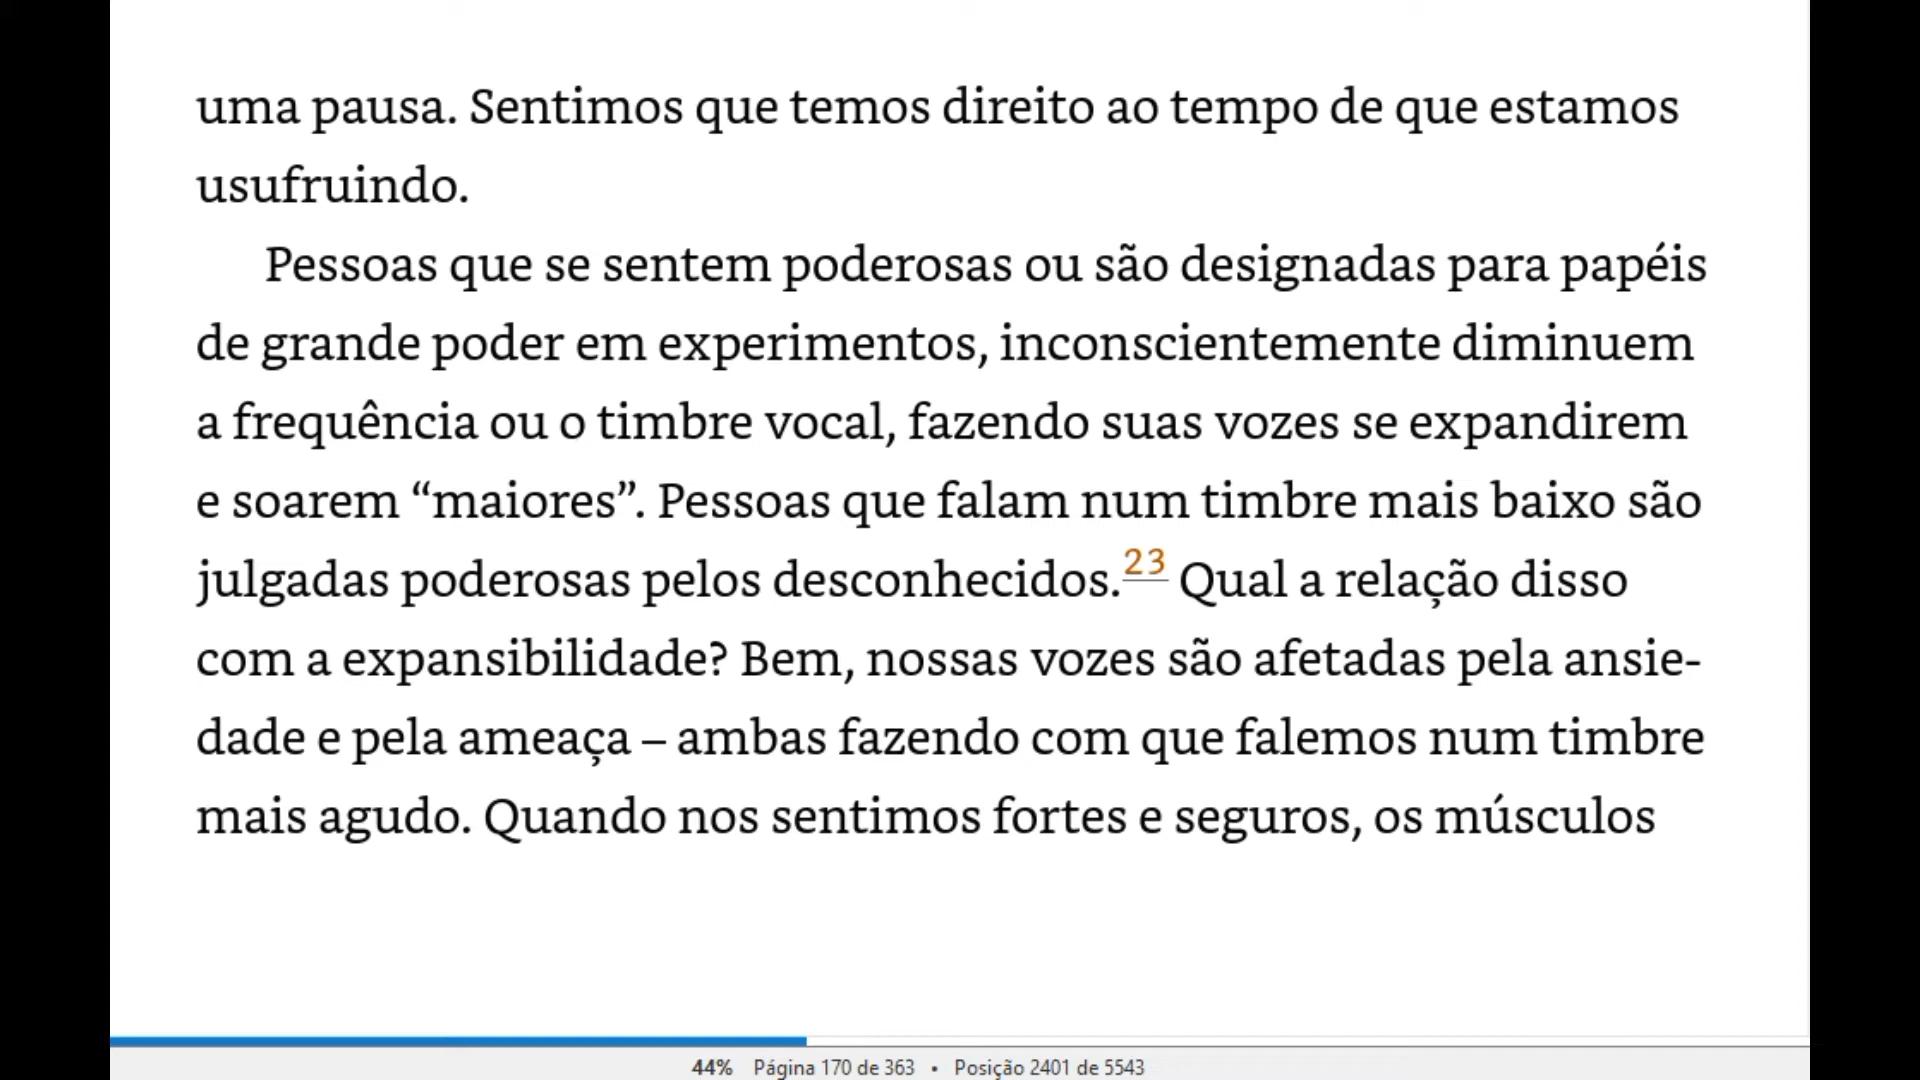 uma pausa. Sentimos que temos direito ao tempo de que estamos
usufruindo.
Pessoas que se sentem poderosas ou são designadas para papéis
de grande poder em experimentos, inconscientemente diminuem
a frequência ou o timbre vocal, fazendo suas vozes se expandirem
e soarem “maiores”. Pessoas que falam num timbre mais baixo são
julgadas poderosas pelos desconhecidos.23 Qual a relação disso
com a expansibilidade? Bem, nossas vozes são afetadas pela ansie-
dade e pela ameaça – ambas fazendo com que falemos num timbre
mais agudo. Quando nos sentimos fortes e seguros, os músculos
44% Página 170 de 363 • Posição 2401 de 5543